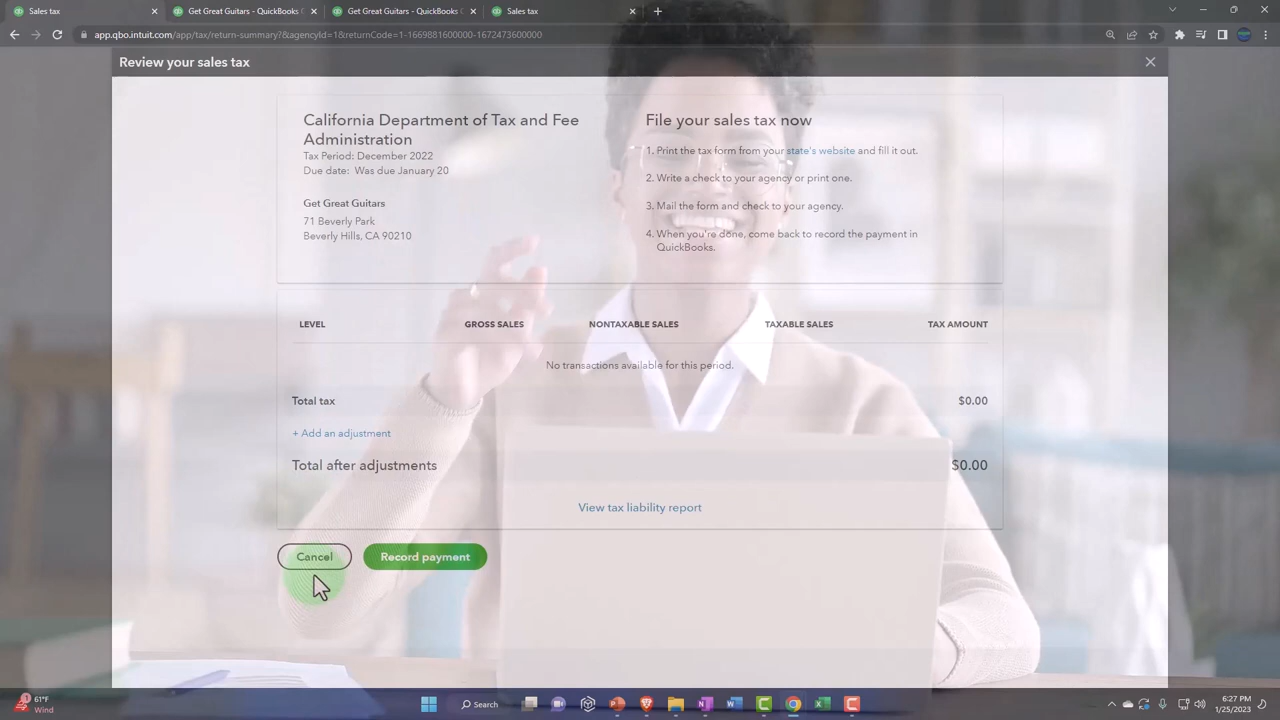 Sales tax
Get Great Guitars - QuickBooks
Get Great Guitars - QuickBooks
Sales tax
app.qbo.intuit.com/app/tax/return-summary?&agencyId=1&returnCode=1-1669881600000-1672473600000
Review your sales tax
California Department of Tax and Fee
Administration
Tax Period: December 2022
Due date: Was due January 20
Get Great Guitars
71 Beverly Park
Beverly Hills, CA 90210
File your sales tax now
1. Print the tax form from your state's website and fill it out.
2. Write a check to your agency or print one.
3. Mail the form and check to your agency.
4. When you're done, come back to record the payment in
QuickBooks.
LEVEL GROSS SALES NONTAXABLE SALES TAXABLE SALES TAX AMOUNT
No transactions available for this period.
Total tax $0.00
+ Add an adjustment
Total after adjustments $0.00
View tax liability report
Cancel Record payment
61°F
Wind
Search
6:27 PM
1/25/2023